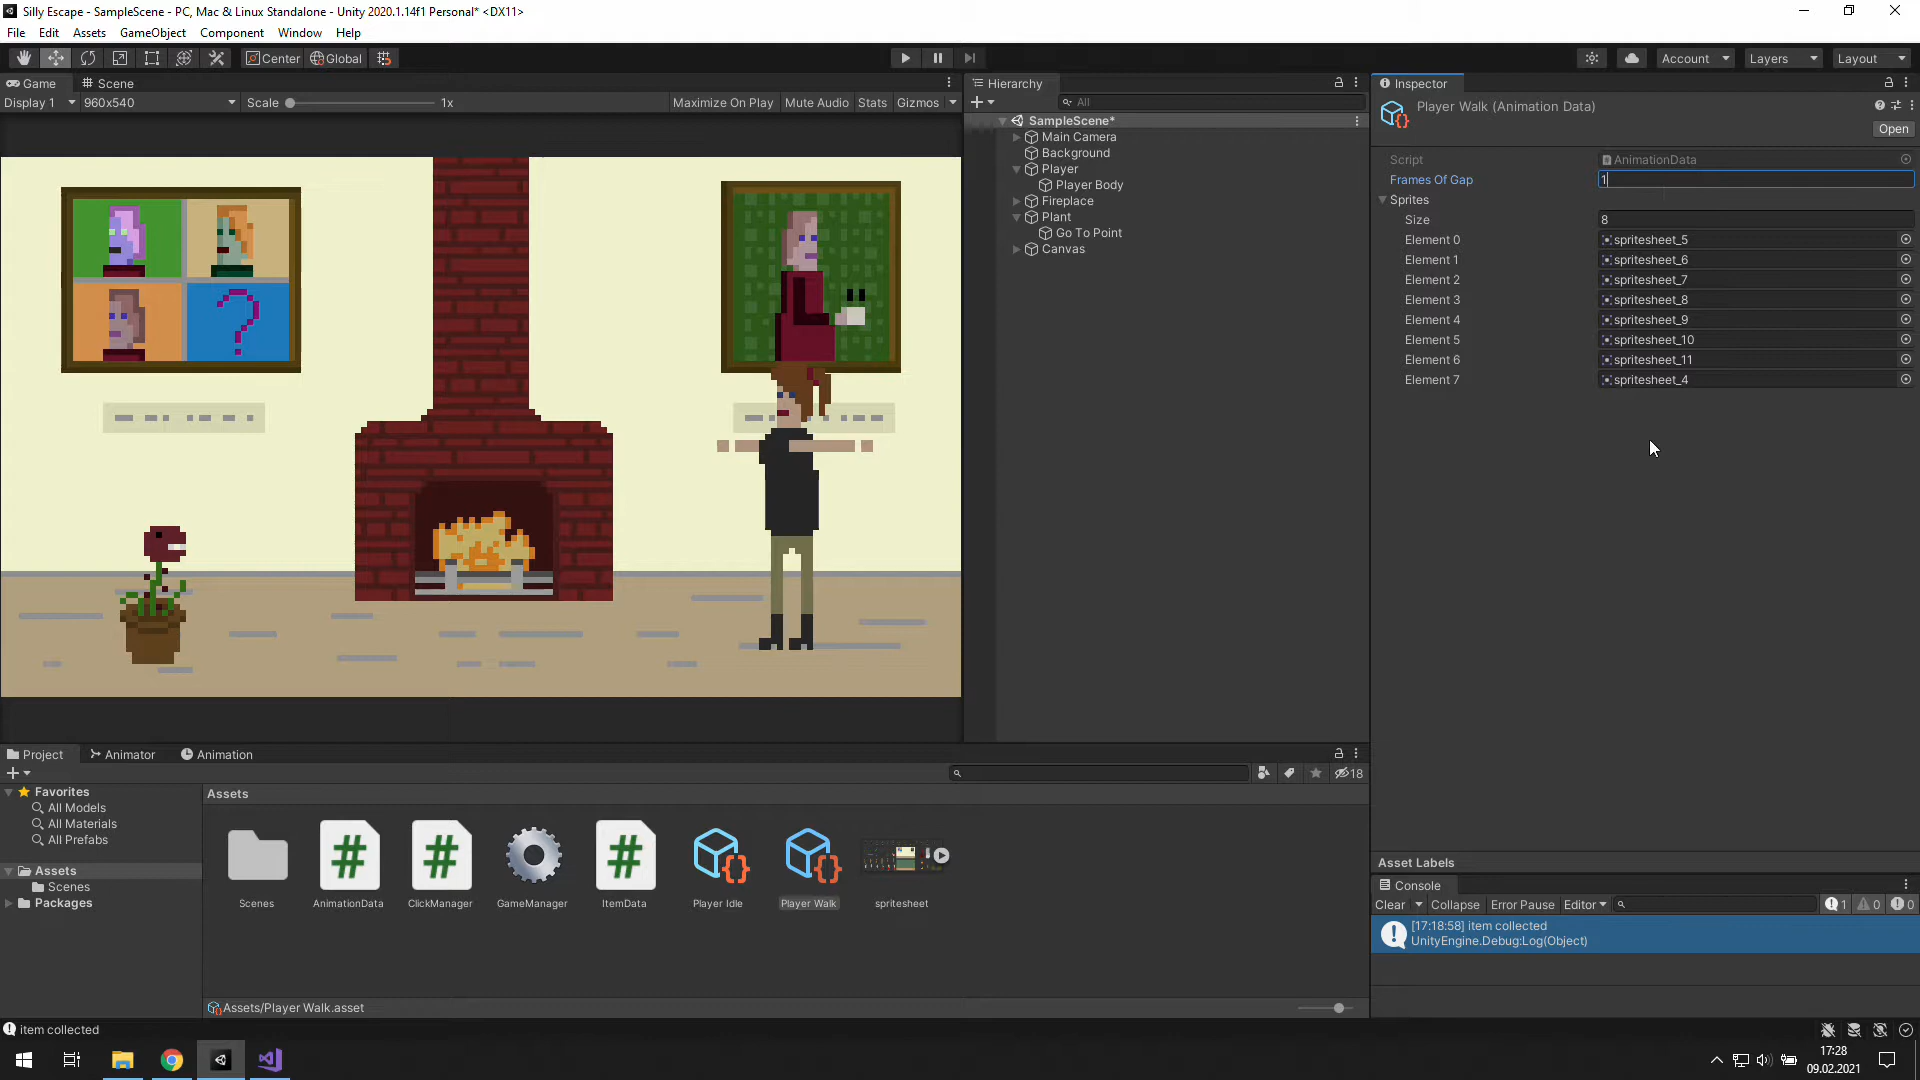 Silly Escape - SampleScene - PC, Mac & Linux Standalone - Unity 2020.1.14f1 Personal* <DX11>
File Edit Assets GameObject Component Window Help
Center Global Account Layers Layout
Game Scene
Display 1 960x540 Scale 1x Maximize On Play Mute Audio Stats Gizmos
Hierarchy
All
SampleScene*
Main Camera
Background
Player
Player Body
Fireplace
Plant
Go To Point
Canvas
Inspector
Player Walk (Animation Data)
Open
Script AnimationData
Frames Of Gap 1
Sprites
Size 8
Element 0 spritesheet_5
Element 1 spritesheet_6
Element 2 spritesheet_7
Element 3 spritesheet_8
Element 4 spritesheet_9
Element 5 spritesheet_10
Element 6 spritesheet_11
Element 7 spritesheet_4
Project Animator Animation
18
Favorites
All Models
All Materials
All Prefabs
Assets
Scenes
Packages
Assets
Scenes AnimationData ClickManager GameManager ItemData Player Idle Player Walk spritesheet
Assets/Player Walk.asset
Asset Labels
Console
Clear Collapse Error Pause Editor 1 0 0
[17:18:58] item collected
UnityEngine.Debug:Log(Object)
item collected
17:28
09.02.2021